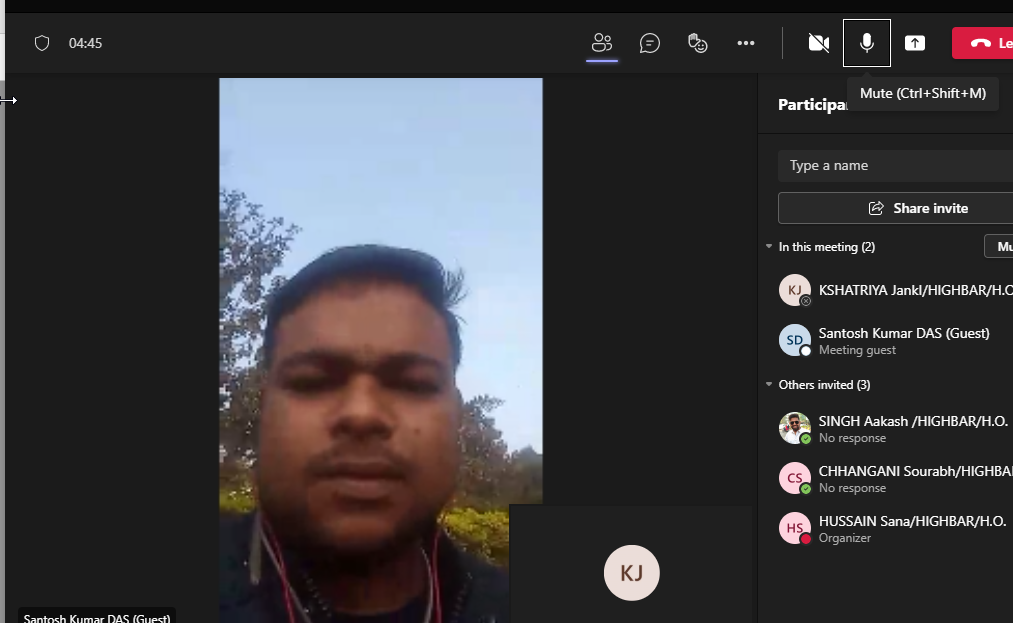 04:45
Le
Mute (Ctrl+Shift+M)
Participa
Type a name
Share invite
In this meeting (2)
Mu
KJ
KSHATRIYA Jankl/HIGHBAR/H.O
SD
Santosh Kumar DAS (Guest)
Meeting guest
Others invited (3)
SINGH Aakash /HIGHBAR/H.O.
No response
CS
CHHANGANI Sourabh/HIGHBA
No response
HS
HUSSAIN Sana/HIGHBAR/H.O.
Organizer
KJ
Santosh Kumar DAS (Guest)